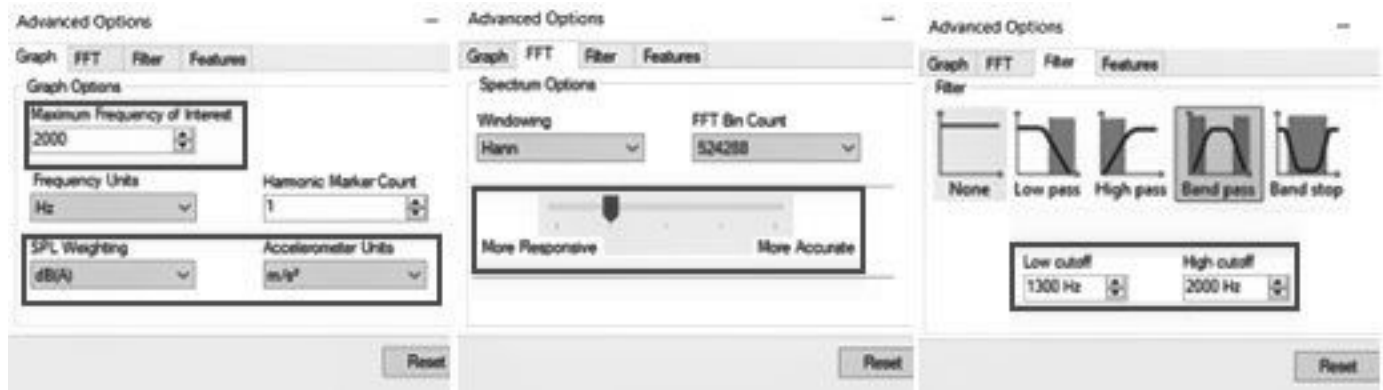 Advanced Options
Graph FFT Filter Features
Graph Options
Maximum Frequency of Interest
2000
Frequency Units Harmonic Marker Count
Hz 1
SPL Weighting Accelerometer Units
dB(A) m/s²
Reset
Advanced Options
Graph FFT Filter Features
Spectrum Options
Windowing FFT Bin Count
Hann 524288
More Responsive More Accurate
Reset
Advanced Options
Graph FFT Filter Features
Filter
None Low pass High pass Band pass Band stop
Low cutoff High cutoff
1300 Hz 2000 Hz
Reset